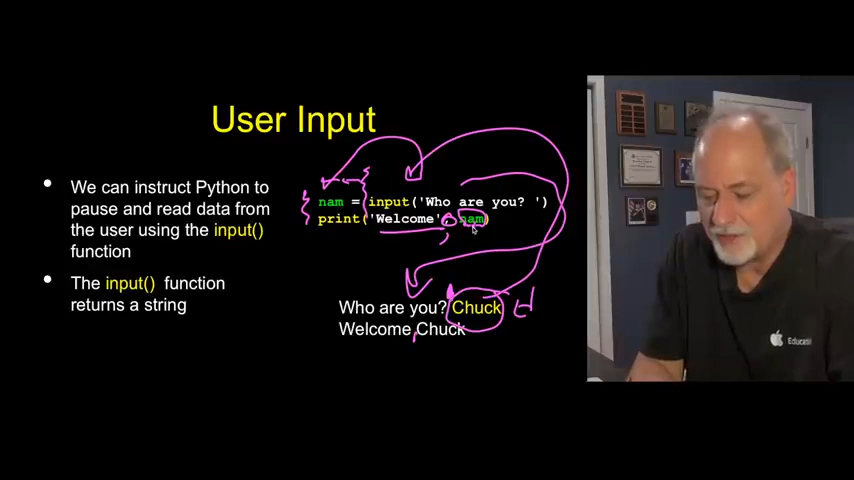 User Input
• We can instruct Python to
pause and read data from
the user using the input()
function
• The input() function
returns a string
nam = input('Who are you? ')
print('Welcome', nam)
Who are you? Chuck
Welcome Chuck
Educati